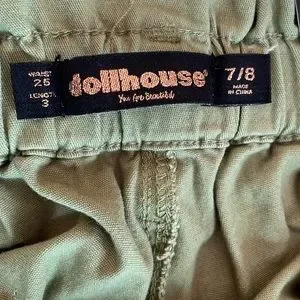 WAIST
25
LENGTH
3
dollhouse®
You Are Beautiful
7/8
MADE
IN CHINA